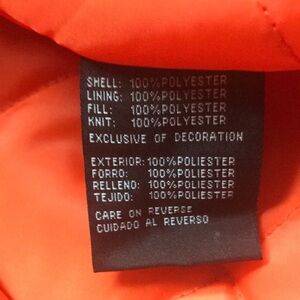 SHELL: 100%POLYESTER
LINING: 100%POLYESTER
FILL: 100%POLYESTER
KNIT: 100%POLYESTER
EXCLUSIVE OF DECORATION
EXTERIOR:100%POLIESTER
FORRO: 100%POLIESTER
RELLENO: 100%POLIESTER
TEJIDO: 100%POLIESTER
CARE ON REVERSE
CUIDADO AL REVERSO